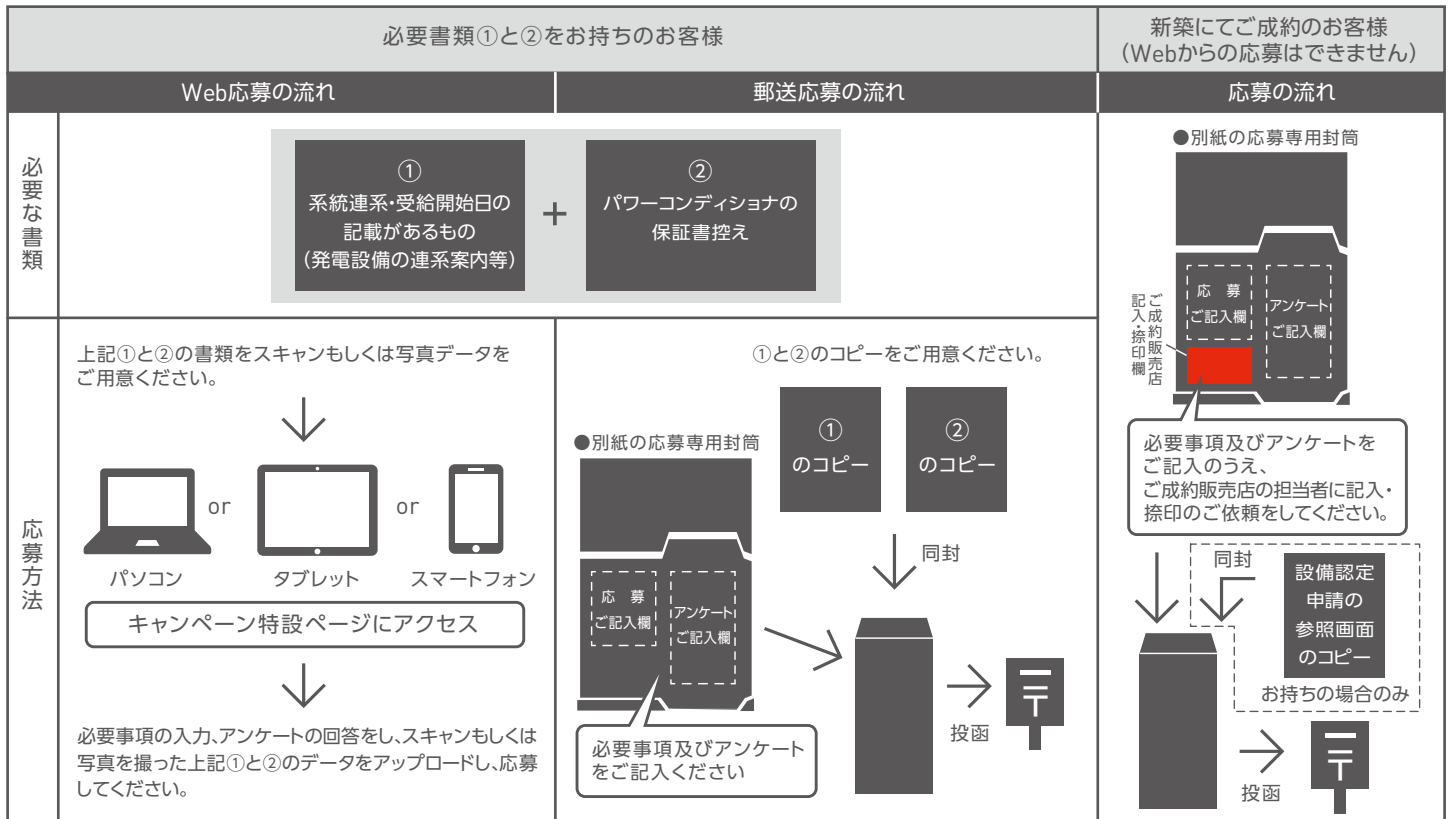 必要書類①と②をお持ちのお客様
新築にてご成約のお客様
（Webからの応募はできません）
Web応募の流れ
郵送応募の流れ
応募の流れ
必要な書類
①
系統連系・受給開始日の
記載があるもの
（発電設備の連系案内等）
+
②
パワーコンディショナの
保証書控え
応募方法
上記①と②の書類をスキャンもしくは写真データを
ご用意ください。
or
or
パソコン
タブレット
スマートフォン
キャンペーン特設ページにアクセス
必要事項の入力、アンケートの回答をし、スキャンもしくは
写真を撮った上記①と②のデータをアップロードし、応募
してください。
①と②のコピーをご用意ください。
●別紙の応募専用封筒
①
のコピー
②
のコピー
同封
応　募
ご記入欄
アンケート
ご記入欄
必要事項及びアンケート
をご記入ください
投函
〒
●別紙の応募専用封筒
応　募
ご記入欄
アンケート
ご記入欄
ご成約販売店
記入・捺印欄
必要事項及びアンケートを
ご記入のうえ、
ご成約販売店の担当者に記入・
捺印のご依頼をしてください。
同封
設備認定
申請の
参照画面
のコピー
お持ちの場合のみ
投函
〒